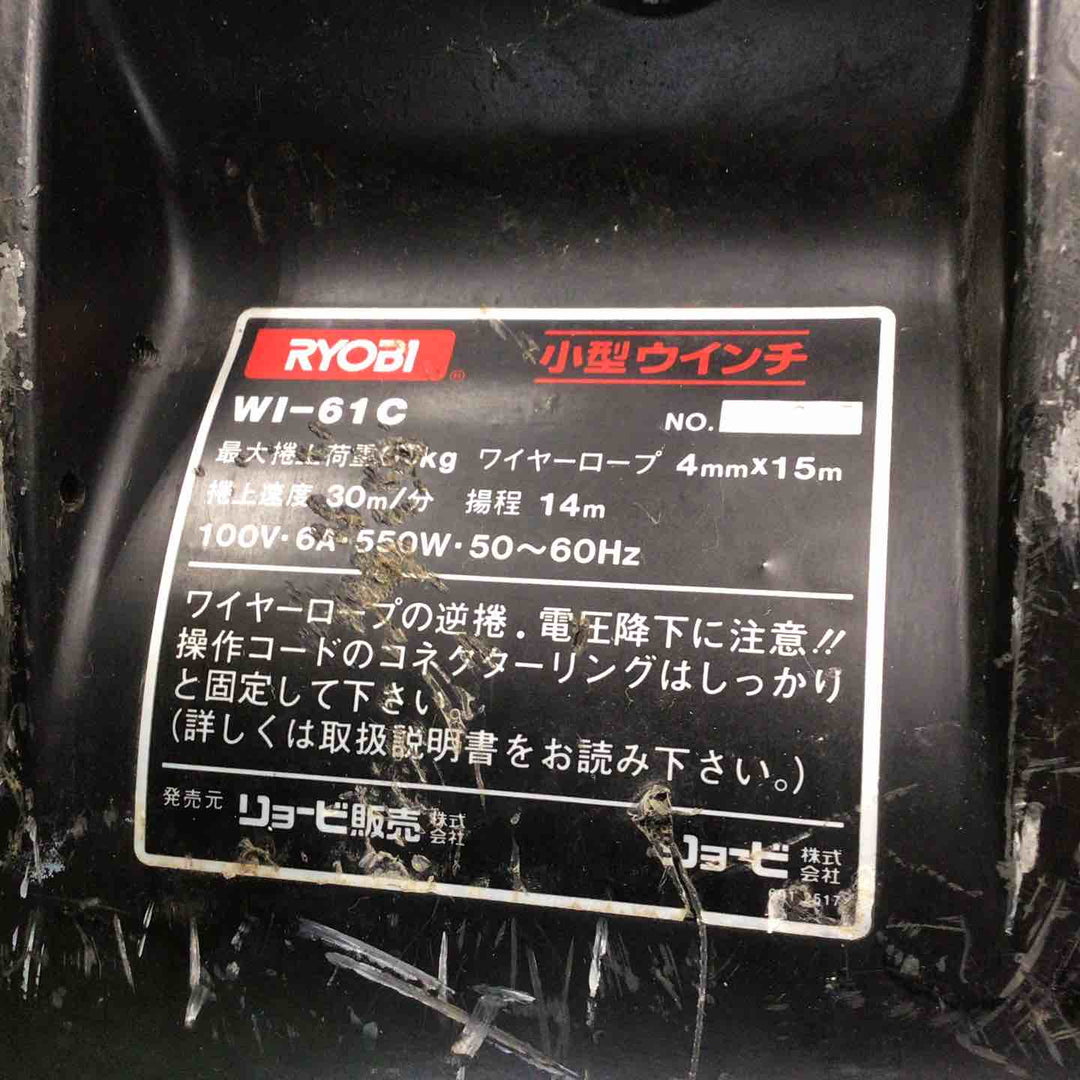 RYOBI ®
小型ウインチ
WI-61C
NO.
最大捲上荷重 kg ワイヤーロープ 4mm×15m
捲上速度 30m/分 揚程 14m
100V・6A・550W・50〜60Hz
ワイヤーロープの逆捲．電圧降下に注意!!
操作コードのコネクターリングはしっかり
と固定して下さい
(詳しくは取扱説明書をお読み下さい。)
発売元 リョービ販売 株式会社
リョービ 株式会社